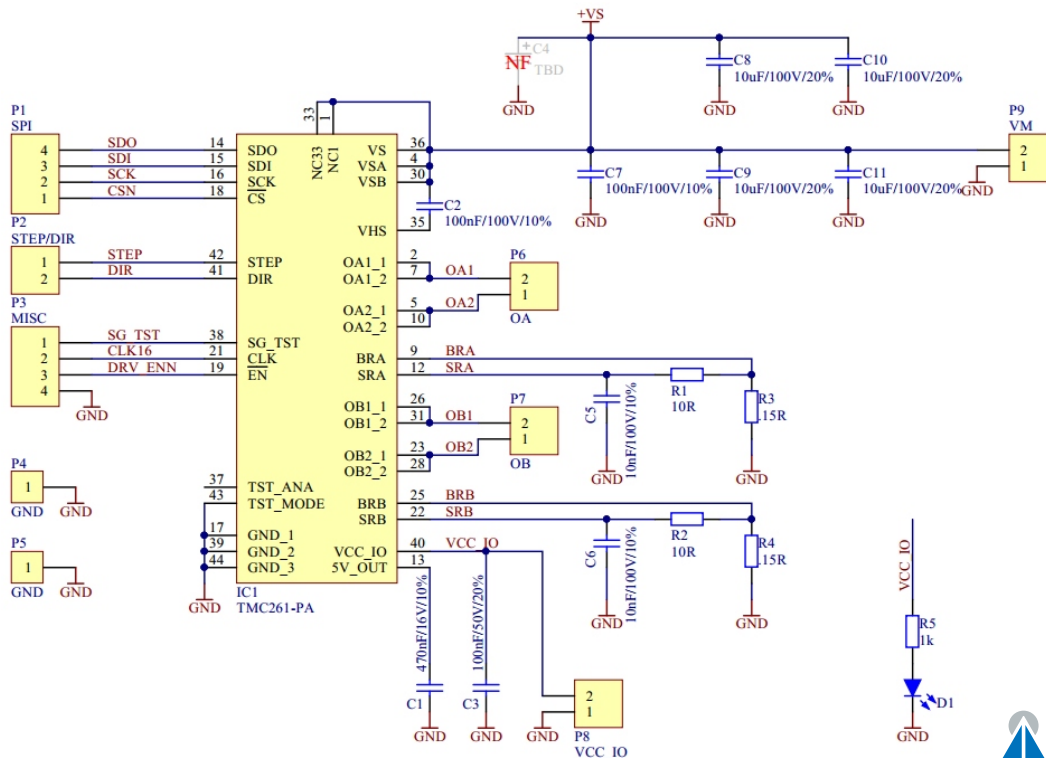 +VS
+
C4
NF
TBD
GND
C8
10uF/100V/20%
GND
C10
10uF/100V/20%
GND
P1
SPI
4
3
2
1
SDO
SDI
SCK
CSN
14
15
16
18
33
1
NC33
NC1
SDO
SDI
SCK
CS
VS
VSA
VSB
VHS
36
4
30
35
C2
100nF/100V/10%
C7
100nF/100V/10%
GND
C9
10uF/100V/20%
GND
C11
10uF/100V/20%
GND
P9
VM
2
1
GND
P2
STEP/DIR
1
2
STEP
DIR
42
41
STEP
DIR
OA1_1
OA1_2
OA2_1
OA2_2
2
7
5
10
OA1
OA2
P6
2
1
OA
P3
MISC
1
2
3
4
GND
SG_TST
CLK16
DRV_ENN
38
21
19
SG_TST
CLK
EN
BRA
SRA
9
12
BRA
SRA
C5
10nF/100V/10%
GND
R1
10R
R3
.15R
GND
OB1_1
OB1_2
OB2_1
OB2_2
26
31
23
28
OB1
OB2
P7
2
1
OB
P4
1
GND
GND
P5
1
GND
GND
37
43
17
39
44
TST_ANA
TST_MODE
GND_1
GND_2
GND_3
GND
BRB
SRB
25
22
BRB
SRB
C6
10nF/100V/10%
GND
R2
10R
R4
.15R
GND
VCC_IO
5V_OUT
40
13
VCC_IO
IC1
TMC261-PA
470nF/16V/10%
C1
GND
100nF/50V/20%
C3
GND
2
1
GND
P8
VCC_IO
VCC_IO
R5
1k
D1
GND